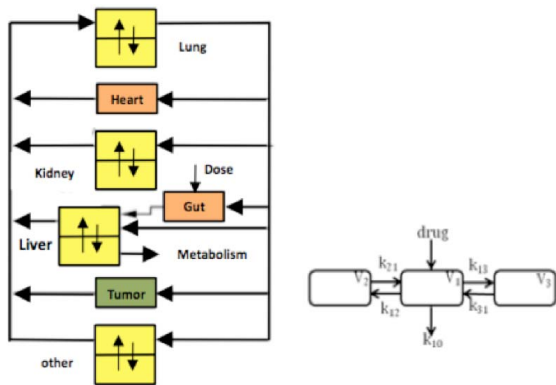 Lung
Heart
Kidney
Dose
Gut
Liver
Metabolism
Tumor
other
drug
V2 k21 V1 k13 V3
k12 k31
k10